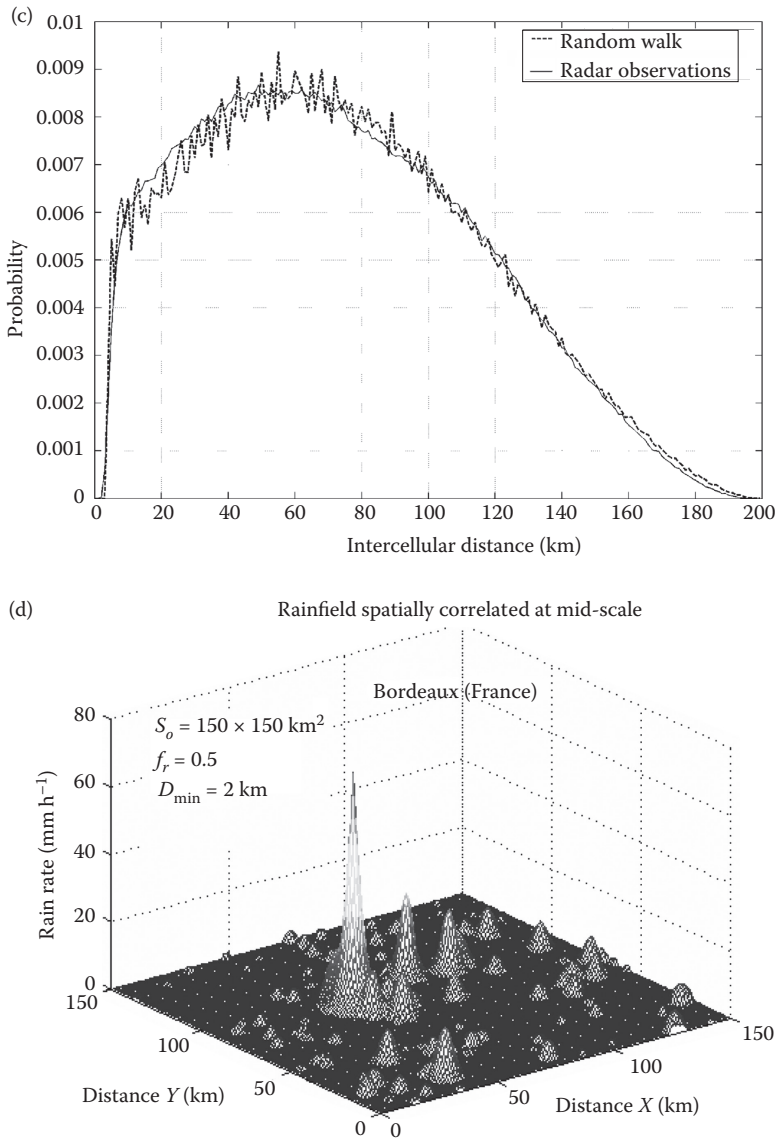 (c)
0.01
0.009
0.008
0.007
0.006
0.005
0.004
0.003
0.002
0.001
0
Probability
Random walk
Radar observations
0 20 40 60 80 100 120 140 160 180 200
Intercellular distance (km)
(d)
Rainfield spatially correlated at mid-scale
Bordeaux (France)
S₀ = 150 × 150 km²
fᵣ = 0.5
Dmin = 2 km
80
60
40
20
0
Rain rate (mm h⁻¹)
150
100
50
0
Distance Y (km)
0
50
100
150
Distance X (km)